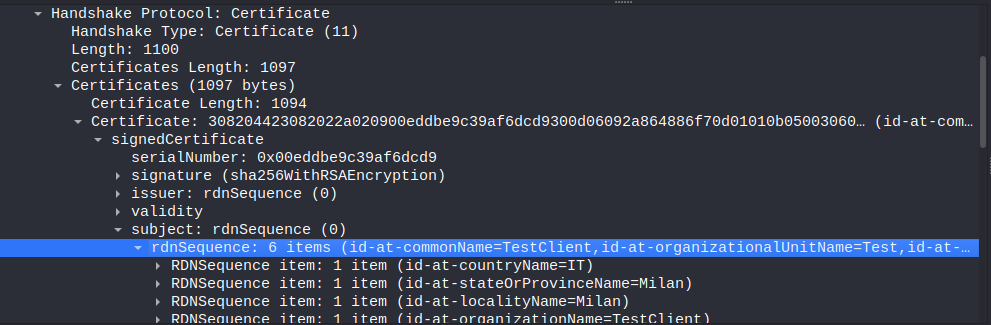 Handshake Protocol: Certificate
Handshake Type: Certificate (11)
Length: 1100
Certificates Length: 1097
Certificates (1097 bytes)
Certificate Length: 1094
Certificate: 308204423082022a020900eddbe9c39af6dcd9300d06092a864886f70d01010b05003060… (id-at-com…
signedCertificate
serialNumber: 0x00eddbe9c39af6dcd9
signature (sha256WithRSAEncryption)
issuer: rdnSequence (0)
validity
subject: rdnSequence (0)
rdnSequence: 6 items (id-at-commonName=TestClient,id-at-organizationalUnitName=Test,id-at-…
RDNSequence item: 1 item (id-at-countryName=IT)
RDNSequence item: 1 item (id-at-stateOrProvinceName=Milan)
RDNSequence item: 1 item (id-at-localityName=Milan)
RDNSequence item: 1 item (id-at-organizationName=TestClient)